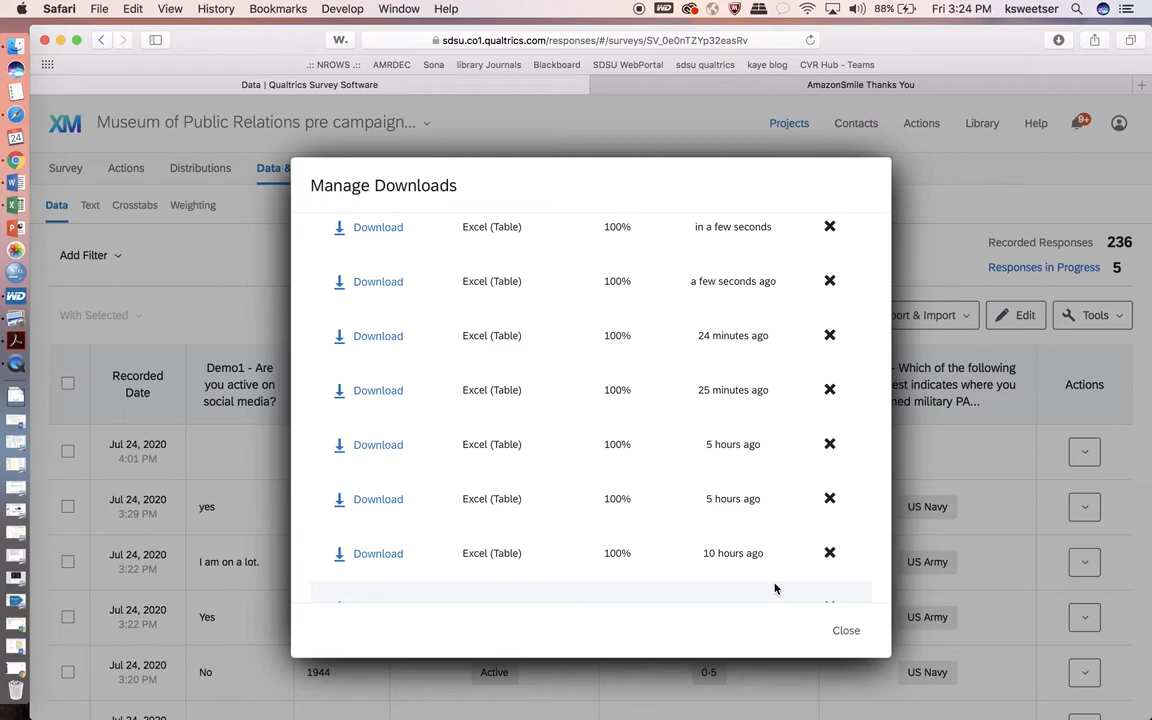 Safari File Edit View History Bookmarks Develop Window Help 88% Fri 3:24 PM ksweetser
W. sdsu.co1.qualtrics.com/responses/#/surveys/SV_0e0nTZYp32easRv
.:: NROWS .:: AMRDEC Sona library Journals Blackboard SDSU WebPortal sdsu qualtrics kaye blog CVR Hub - Teams
Data | Qualtrics Survey Software AmazonSmile Thanks You
XM Museum of Public Relations pre campaign... Projects Contacts Actions Library Help 9+
Survey Actions Distributions Data &
Manage Downloads
Data Text Crosstabs Weighting
Download Excel (Table) 100% in a few seconds
Recorded Responses 236
Add Filter
Responses in Progress 5
Download Excel (Table) 100% a few seconds ago
With Selected
port & Import Edit Tools
Download Excel (Table) 100% 24 minutes ago
Recorded
Date
Demo1 - Are
you active on
social media?
- Which of the following
est indicates where you
ned military PA...
Actions
Download Excel (Table) 100% 25 minutes ago
Jul 24, 2020
4:01 PM
Download Excel (Table) 100% 5 hours ago
Jul 24, 2020
3:29 PM
yes
Download Excel (Table) 100% 5 hours ago
US Navy
Jul 24, 2020
3:22 PM
I am on a lot.
Download Excel (Table) 100% 10 hours ago
US Army
Jul 24, 2020
3:22 PM
Yes
US Army
Close
Jul 24, 2020
3:20 PM
No 1944 Active 0-5 US Navy
Jul 24, 2020